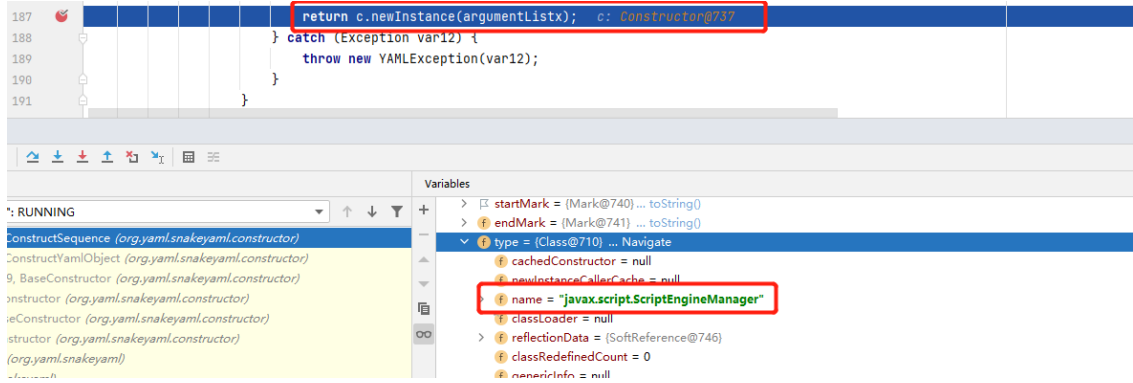 187 return c.newInstance(argumentListx); c: Constructor@737
188 } catch (Exception var12) {
189 throw new YAMLException(var12);
190 }
191 }
Variables
": RUNNING
ConstructSequence (org.yaml.snakeyaml.constructor)
ConstructYamlObject (org.yaml.snakeyaml.constructor)
9, BaseConstructor (org.yaml.snakeyaml.constructor)
onstructor (org.yaml.snakeyaml.constructor)
seConstructor (org.yaml.snakeyaml.constructor)
structor (org.yaml.snakeyaml.constructor)
(org.yaml.snakeyaml)
akeyaml)
startMark = {Mark@740} ... toString()
endMark = {Mark@741} ... toString()
type = {Class@710} ... Navigate
cachedConstructor = null
newInstanceCallerCache = null
name = "javax.script.ScriptEngineManager"
classLoader = null
reflectionData = {SoftReference@746}
classRedefinedCount = 0
genericInfo = null